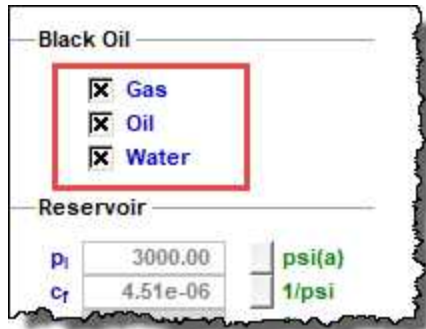 Black Oil
Gas
Oil
Water
Reservoir
pi 3000.00 psi(a)
cf 4.51e-06 1/psi